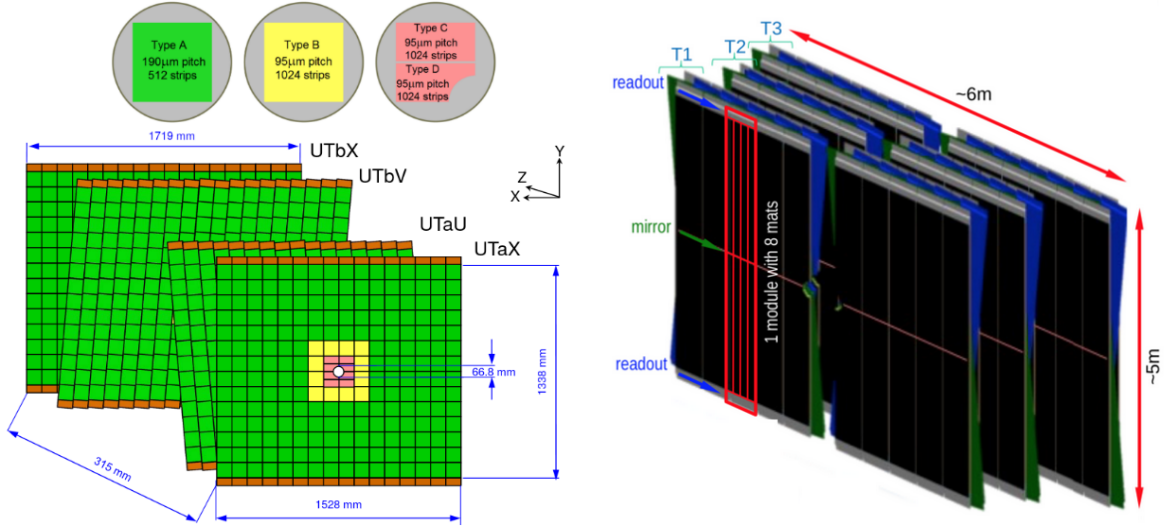 Type A
190μm pitch
512 strips
Type B
95μm pitch
1024 strips
Type C
95μm pitch
1024 strips
Type D
95μm pitch
1024 strips
1719 mm
UTbX
UTbV
UTaU
UTaX
Y
Z
X
66.8 mm
1338 mm
315 mm
1528 mm
T1
T2
T3
readout
~6m
mirror
1 module with 8 mats
readout
~5m